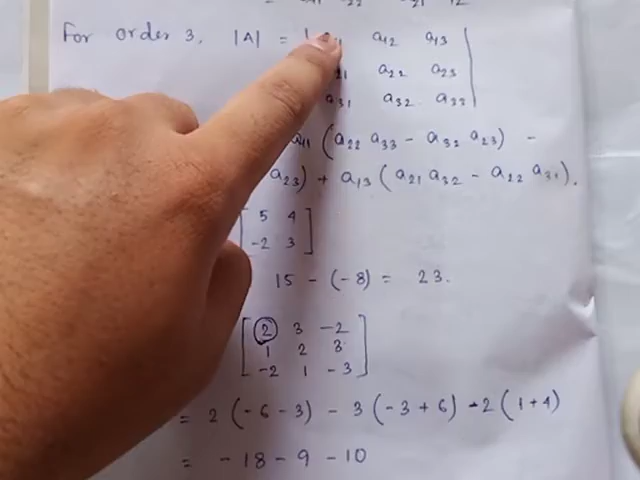 For order 3, |A| = a12 a13
a22 a23
a31 a32 a33
a11 (a22 a33 - a32 a23) -
a23) + a13 (a21 a32 - a22 a31).
5 4
-2 3
15 - (-8) = 23.
2 3 -2
1 2 3
-2 1 -3
= 2 (-6 - 3) - 3 (-3 + 6) - 2 (1 + 4)
= -18 - 9 - 10